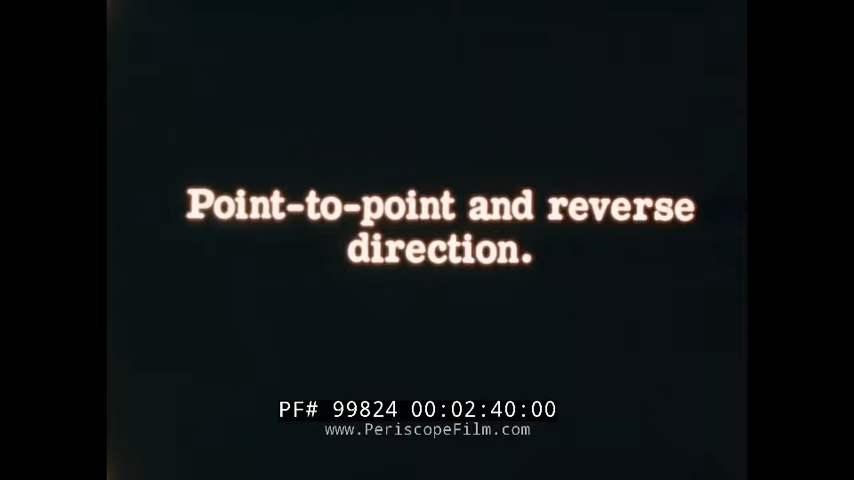 Point-to-point and reverse
direction.
PF# 99824 00:02:40:00
www.PeriscopeFilm.com